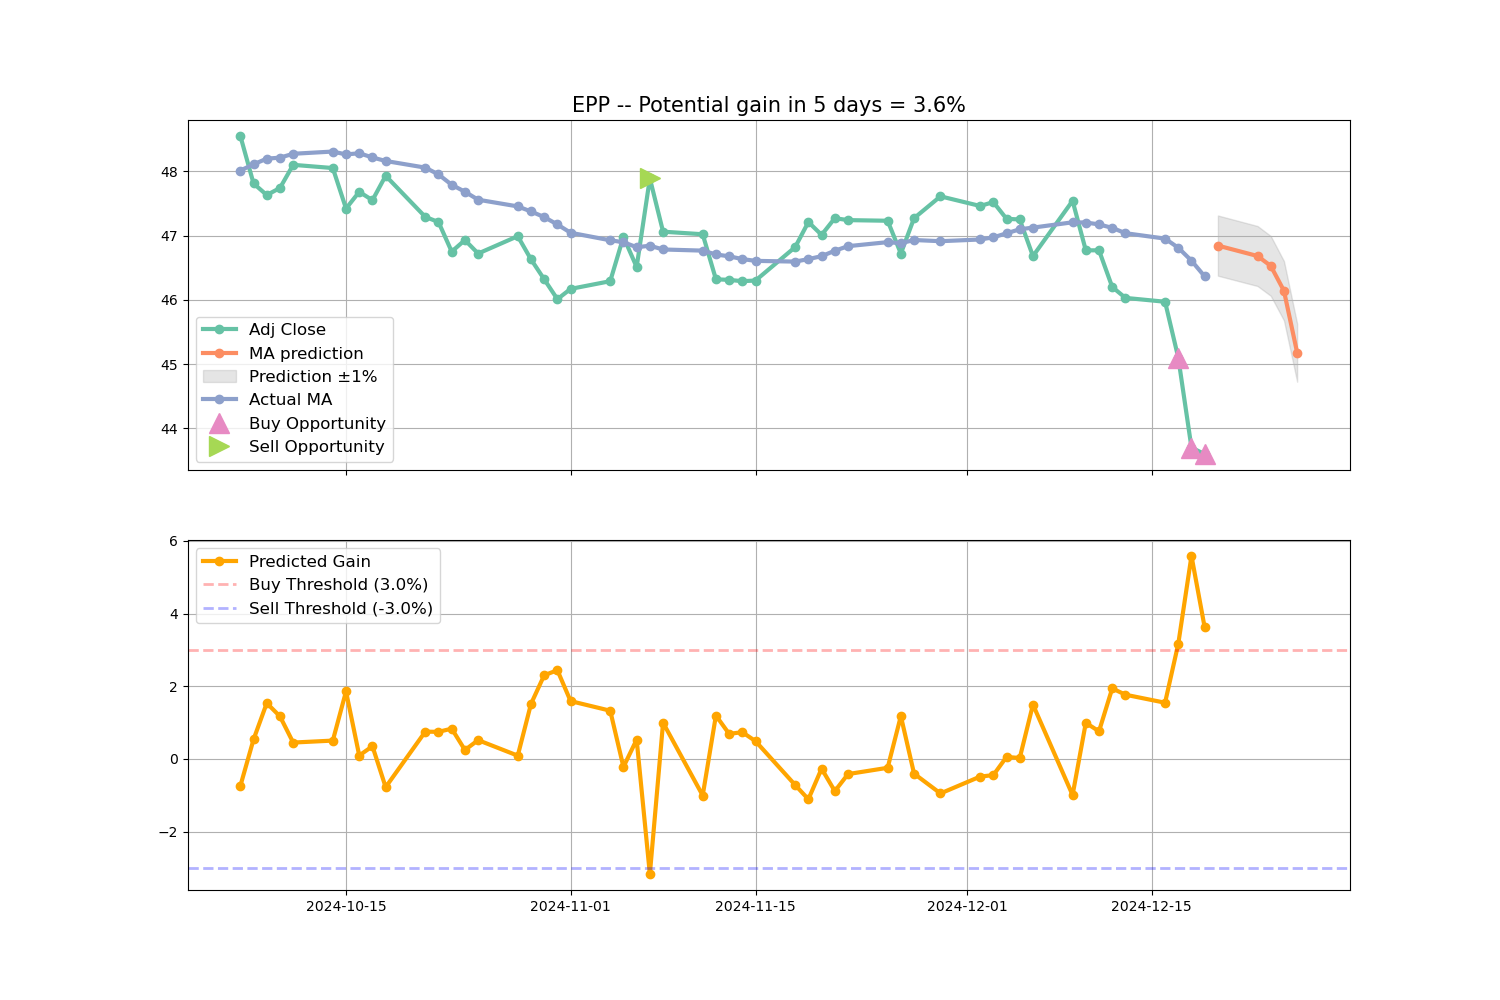 EPP -- Potential gain in 5 days = 3.6%
48
47
46
45
44
Adj Close
MA prediction
Prediction ±1%
Actual MA
Buy Opportunity
Sell Opportunity
6
4
2
0
−2
Predicted Gain
Buy Threshold (3.0%)
Sell Threshold (-3.0%)
2024-10-15
2024-11-01
2024-11-15
2024-12-01
2024-12-15